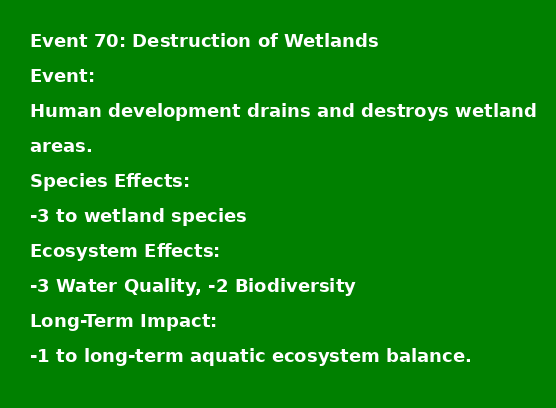 Event 70: Destruction of Wetlands
Event:
Human development drains and destroys wetland
areas.
Species Effects:
-3 to wetland species
Ecosystem Effects:
-3 Water Quality, -2 Biodiversity
Long-Term Impact:
-1 to long-term aquatic ecosystem balance.